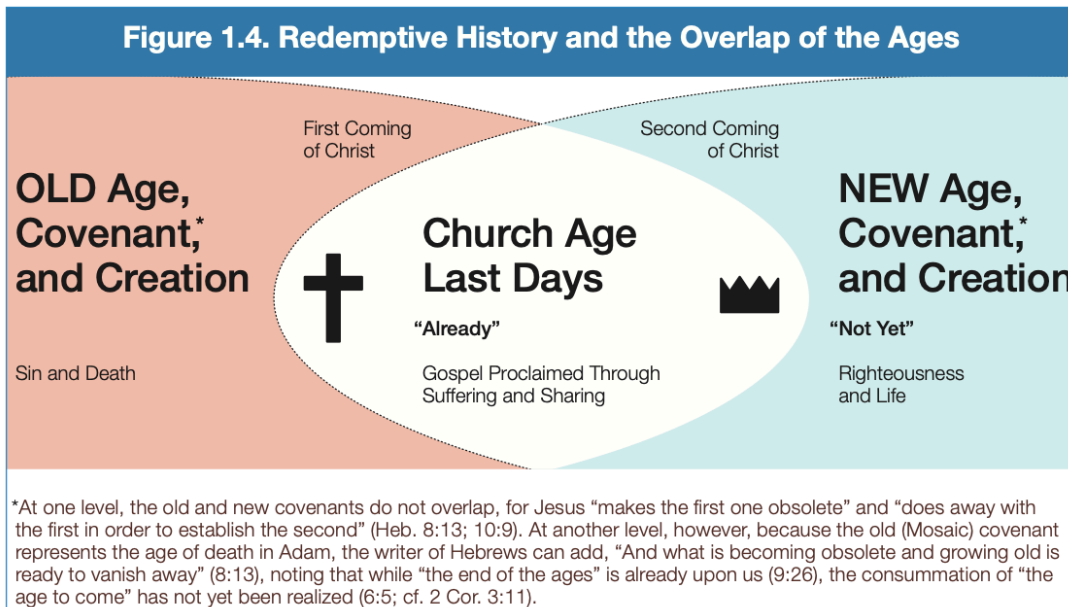 Figure 1.4. Redemptive History and the Overlap of the Ages
First Coming
of Christ
Second Coming
of Christ
OLD Age,
Covenant,*
and Creation
Church Age
Last Days
NEW Age,
Covenant,*
and Creation
“Already”
“Not Yet”
Sin and Death
Gospel Proclaimed Through
Suffering and Sharing
Righteousness
and Life
*At one level, the old and new covenants do not overlap, for Jesus “makes the first one obsolete” and “does away with
the first in order to establish the second” (Heb. 8:13; 10:9). At another level, however, because the old (Mosaic) covenant
represents the age of death in Adam, the writer of Hebrews can add, “And what is becoming obsolete and growing old is
ready to vanish away” (8:13), noting that while “the end of the ages” is already upon us (9:26), the consummation of “the
age to come” has not yet been realized (6:5; cf. 2 Cor. 3:11).